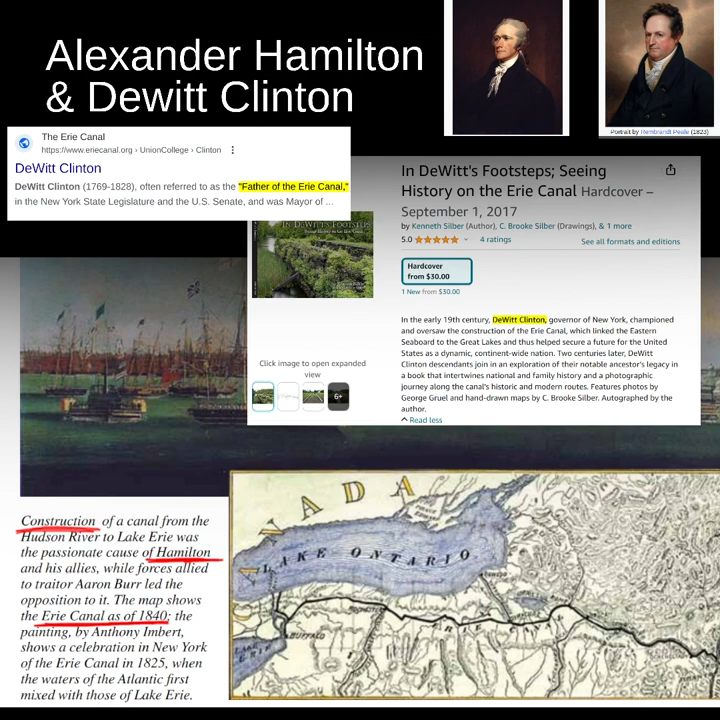 Alexander Hamilton
& Dewitt Clinton
Portrait by Rembrandt Peale (1823)
The Erie Canal
https://www.eriecanal.org › UnionCollege › Clinton
DeWitt Clinton
DeWitt Clinton (1769-1828), often referred to as the "Father of the Erie Canal,"
in the New York State Legislature and the U.S. Senate, and was Mayor of ...
In DeWitt's Footsteps; Seeing
History on the Erie Canal Hardcover –
September 1, 2017
by Kenneth Silber (Author), C. Brooke Silber (Drawings), & 1 more
5.0 4 ratings
See all formats and editions
IN DEWITT'S FOOTSTEPS
Hardcover
from $30.00
1 New from $30.00
In the early 19th century, DeWitt Clinton, governor of New York, championed
and oversaw the construction of the Erie Canal, which linked the Eastern
Seaboard to the Great Lakes and thus helped secure a future for the United
States as a dynamic, continent-wide nation. Two centuries later, DeWitt
Clinton descendants join in an exploration of their notable ancestor's legacy in
a book that intertwines national and family history and a photographic
journey along the canal's historic and modern routes. Features photos by
George Gruel and hand-drawn maps by C. Brooke Silber. Autographed by the
author.
Read less
Click image to open expanded
view
6+
Construction of a canal from the
Hudson River to Lake Erie was
the passionate cause of Hamilton
and his allies, while forces allied
to traitor Aaron Burr led the
opposition to it. The map shows
the Erie Canal as of 1840; the
painting, by Anthony Imbert,
shows a celebration in New York
of the Erie Canal in 1825, when
the waters of the Atlantic first
mixed with those of Lake Erie.
N A D A
LAKE ONTARIO
BUFFALO